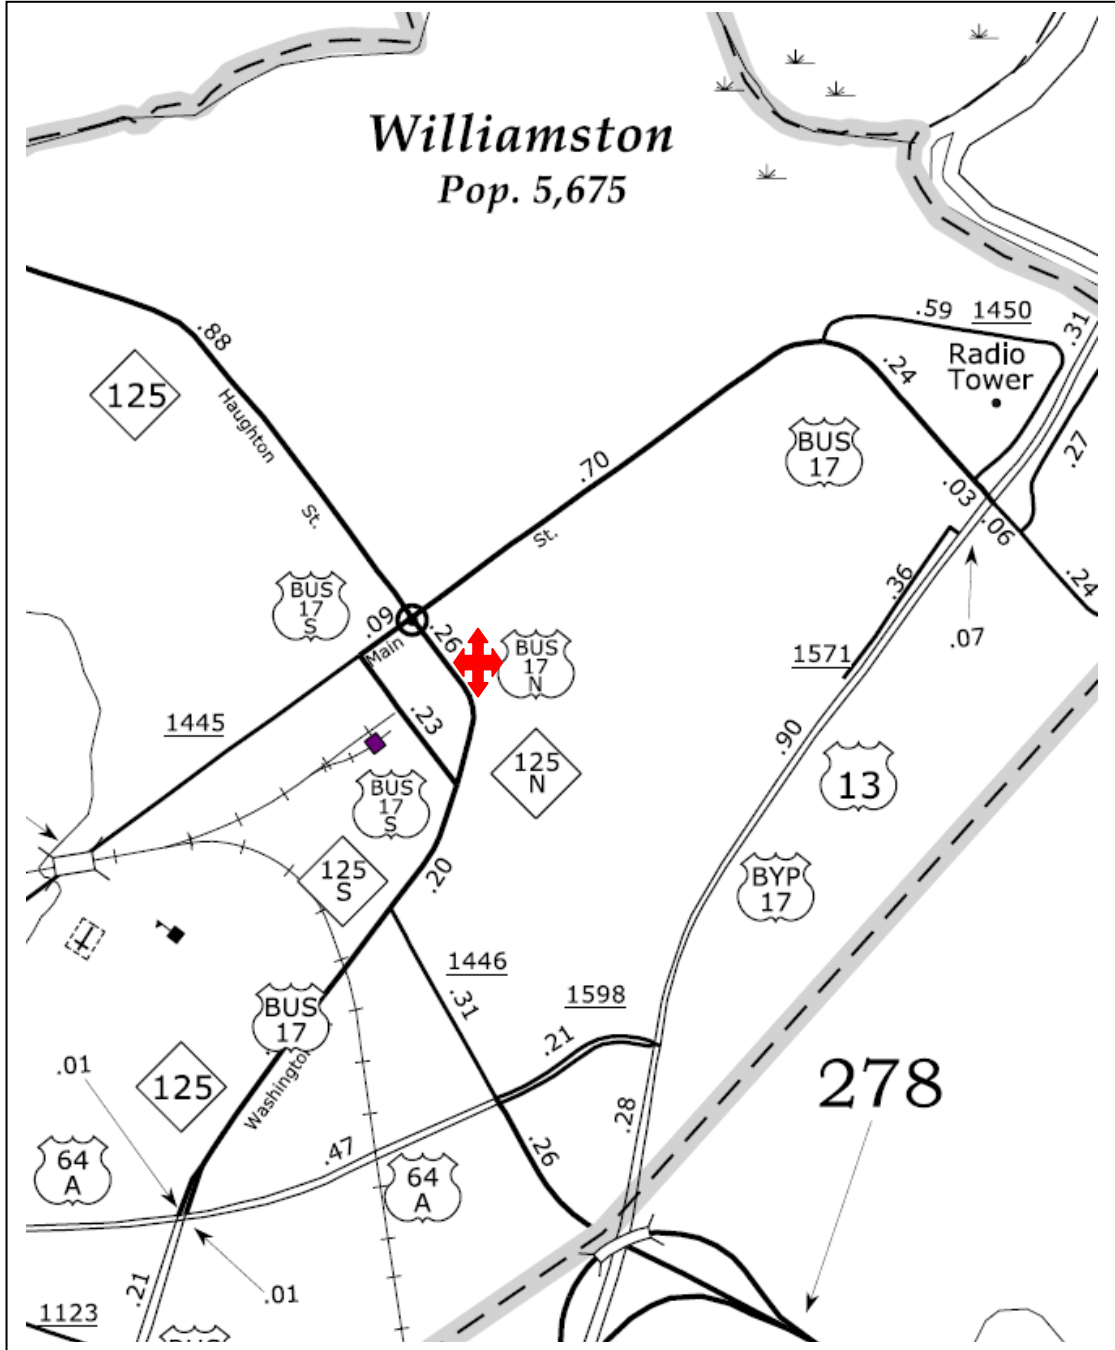 Williamston
Pop. 5,675
.88
125
Haughton
St.
.59
1450
.31
Radio
Tower
.24
.27
BUS
17
.70
St.
.03
.06
.24
.36
.07
1571
BUS
17
S
.09
Main
.26
BUS
17
N
1445
.23
.90
13
125
N
BUS
17
S
125
S
.20
BYP
17
1446
.31
1598
.21
BUS
17
Washington
.01
125
278
.28
.26
.47
64
A
64
A
.21
.01
1123